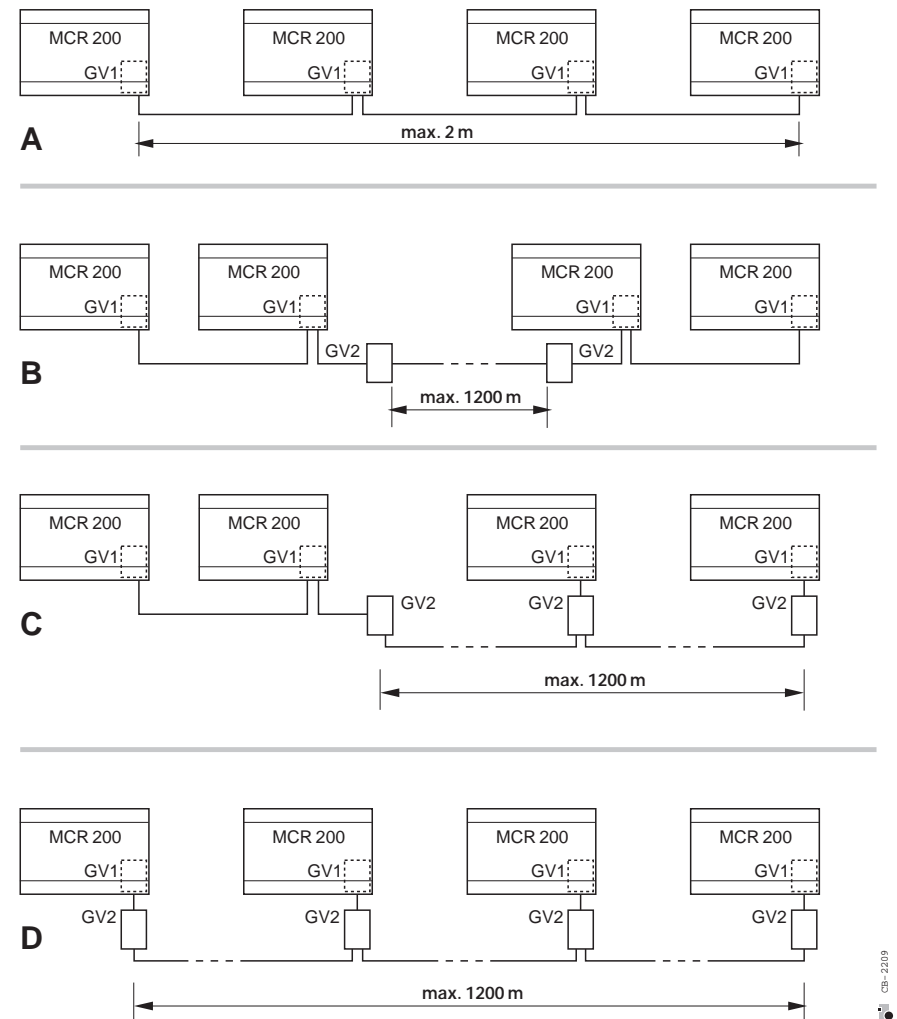 MCR 200 MCR 200 MCR 200 MCR 200
GV1 GV1 GV1 GV1
A
max. 2 m
MCR 200 MCR 200 MCR 200 MCR 200
GV1 GV1 GV1 GV1
GV2 GV2
B
max. 1200 m
MCR 200 MCR 200 MCR 200 MCR 200
GV1 GV1 GV1 GV1
GV2 GV2 GV2
C
max. 1200 m
MCR 200 MCR 200 MCR 200 MCR 200
GV1 GV1 GV1 GV1
GV2 GV2 GV2 GV2
D
max. 1200 m
CB-2209